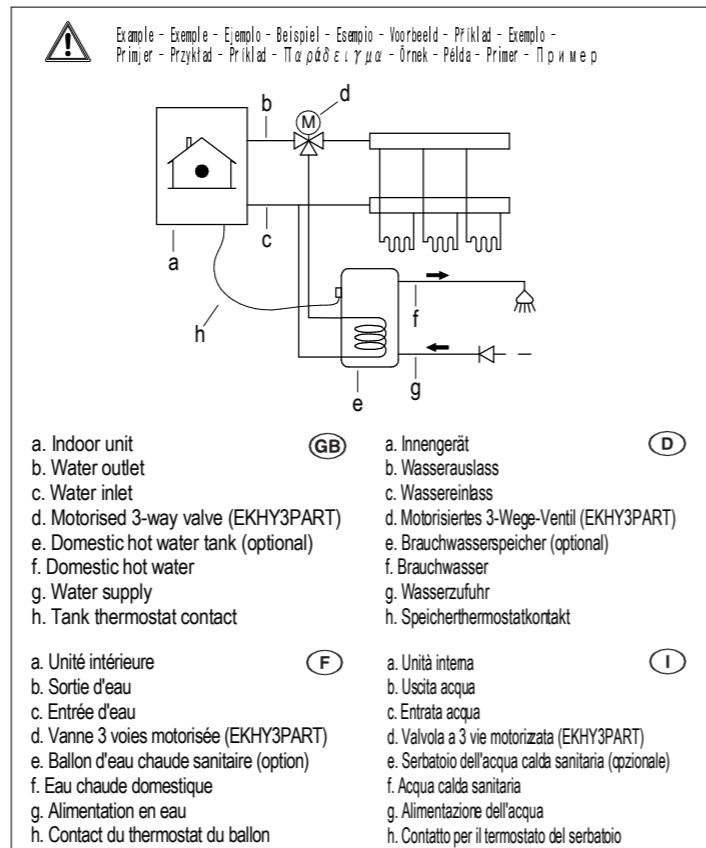 Example - Exemple - Ejemplo - Beispiel - Esempio - Voorbeeld - Příklad - Exemplo -
Primjer - Przykład - Príklad - Παράδειγμα - Örnek - Példa - Primer - Пример
b
d
M
a
c
h
f
g
e
a. Indoor unit
GB
b. Water outlet
c. Water inlet
d. Motorised 3-way valve (EKHY3PART)
e. Domestic hot water tank (optional)
f. Domestic hot water
g. Water supply
h. Tank thermostat contact
a. Innengerät
D
b. Wasserauslass
c. Wassereinlass
d. Motorisiertes 3-Wege-Ventil (EKHY3PART)
e. Brauchwasserspeicher (optional)
f. Brauchwasser
g. Wasserzufuhr
h. Speicherthermostatkontakt
a. Unité intérieure
F
b. Sortie d'eau
c. Entrée d'eau
d. Vanne 3 voies motorisée (EKHY3PART)
e. Ballon d'eau chaude sanitaire (option)
f. Eau chaude domestique
g. Alimentation en eau
h. Contact du thermostat du ballon
a. Unità interna
I
b. Uscita acqua
c. Entrata acqua
d. Valvola a 3 vie motorizzata (EKHY3PART)
e. Serbatoio dell'acqua calda sanitaria (opzionale)
f. Acqua calda sanitaria
g. Alimentazione dell'acqua
h. Contatto per il termostato del serbatoio